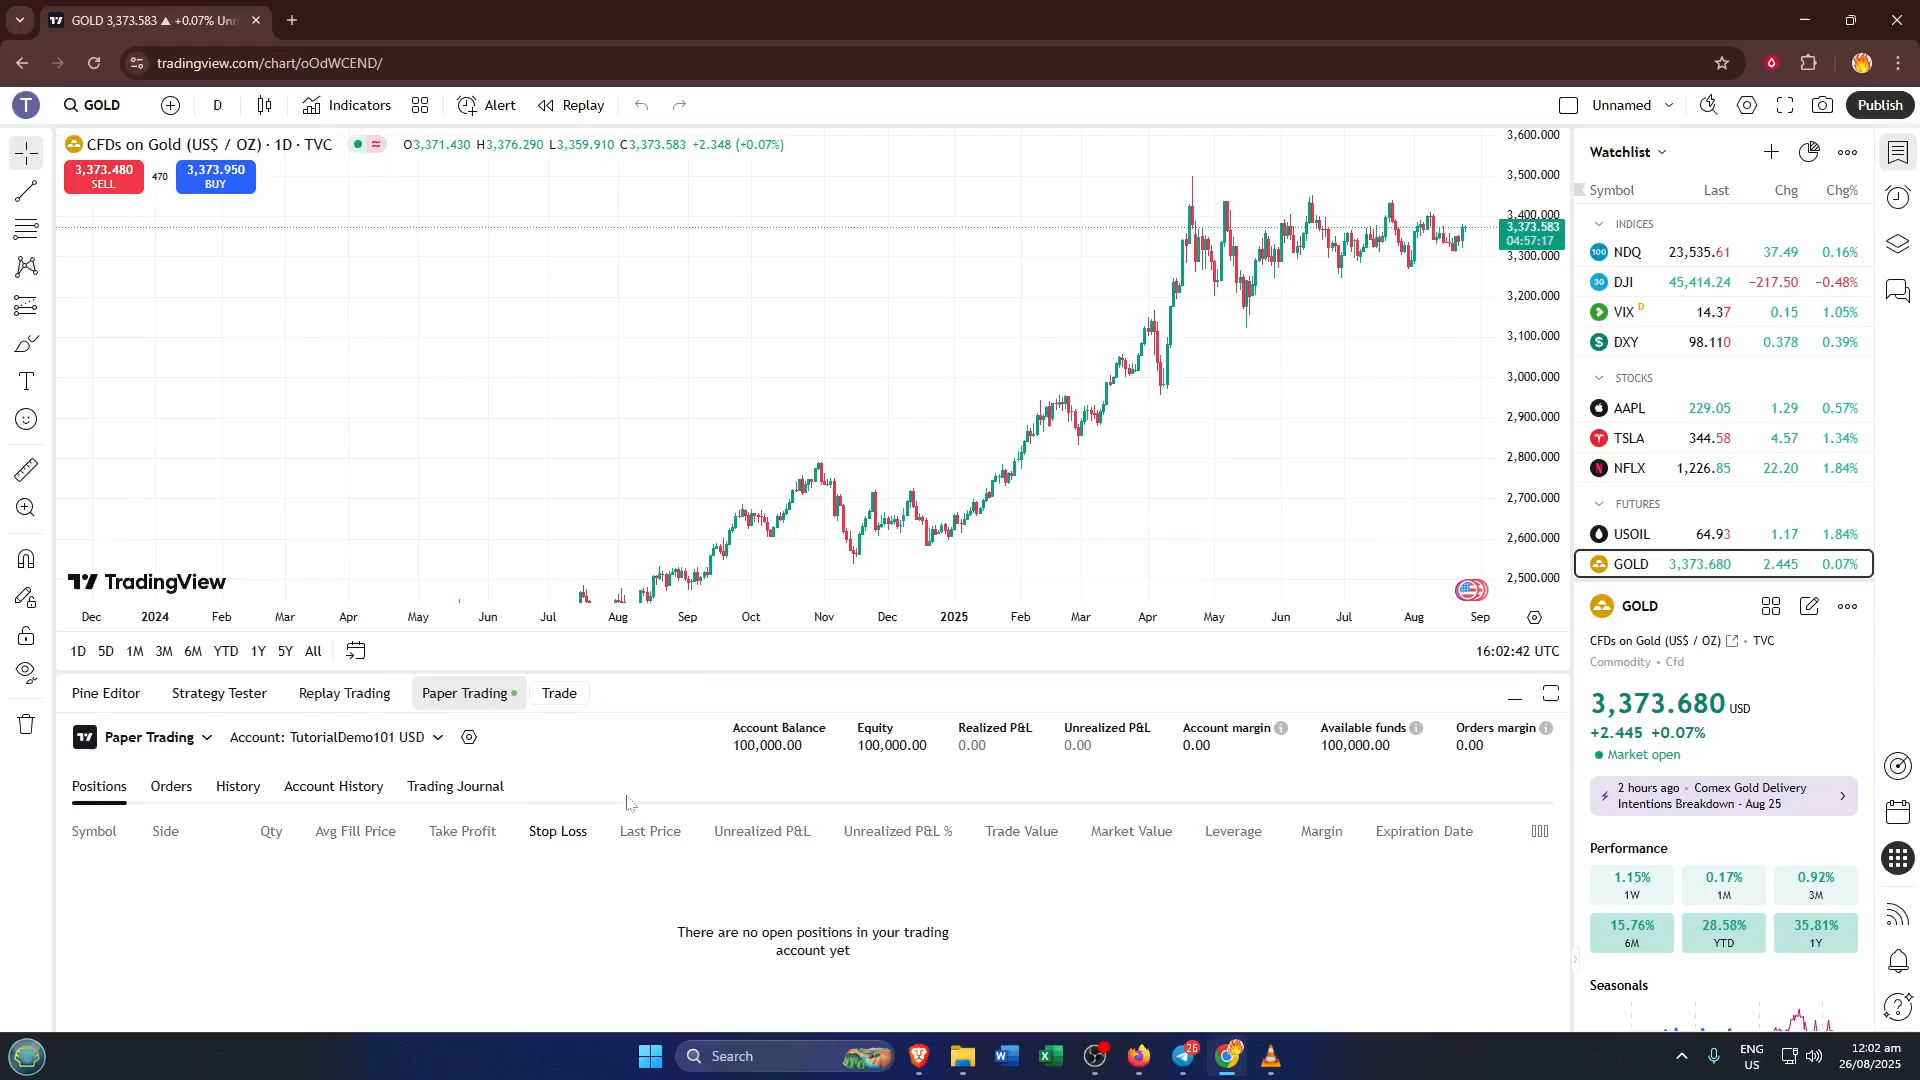 GOLD 3,373.583 ▲ +0.07% Unn
tradingview.com/chart/oOdWCEND/
T
GOLD
D
Indicators
Alert
Replay
Unnamed
Publish
CFDs on Gold (US$ / OZ) · 1D · TVC
O3,371.430 H3,376.290 L3,359.910 C3,373.583 +2.348 (+0.07%)
3,373.480
SELL
470
3,373.950
BUY
3,600.000
3,500.000
3,400.000
3,373.583
04:57:17
3,300.000
3,200.000
3,100.000
3,000.000
2,900.000
2,800.000
2,700.000
2,600.000
2,500.000
TradingView
Dec 2024 Feb Mar Apr May Jun Jul Aug Sep Oct Nov Dec 2025 Feb Mar Apr May Jun Jul Aug Sep
1D 5D 1M 3M 6M YTD 1Y 5Y All
16:02:42 UTC
Pine Editor Strategy Tester Replay Trading Paper Trading Trade
Paper Trading
Account: TutorialDemo101 USD
Account Balance Equity Realized P&L Unrealized P&L Account margin Available funds Orders margin
100,000.00 100,000.00 0.00 0.00 0.00 100,000.00 0.00
Positions Orders History Account History Trading Journal
Symbol Side Qty Avg Fill Price Take Profit Stop Loss Last Price Unrealized P&L Unrealized P&L % Trade Value Market Value Leverage Margin Expiration Date
There are no open positions in your trading
account yet
Watchlist
Symbol Last Chg Chg%
INDICES
100 NDQ 23,535.61 37.49 0.16%
30 DJI 45,414.24 −217.50 −0.48%
VIX D 14.37 0.15 1.05%
$ DXY 98.110 0.378 0.39%
STOCKS
AAPL 229.05 1.29 0.57%
TSLA 344.58 4.57 1.34%
NFLX 1,226.85 22.20 1.84%
FUTURES
USOIL 64.93 1.17 1.84%
GOLD 3,373.680 2.445 0.07%
GOLD
CFDs on Gold (US$ / OZ) • TVC
Commodity • Cfd
3,373.680 USD
+2.445 +0.07%
Market open
2 hours ago • Comex Gold Delivery
Intentions Breakdown - Aug 25
Performance
1.15%
1W
0.17%
1M
0.92%
3M
15.76%
6M
28.58%
YTD
35.81%
1Y
Seasonals
Search
26
ENG
US
12:02 am
26/08/2025